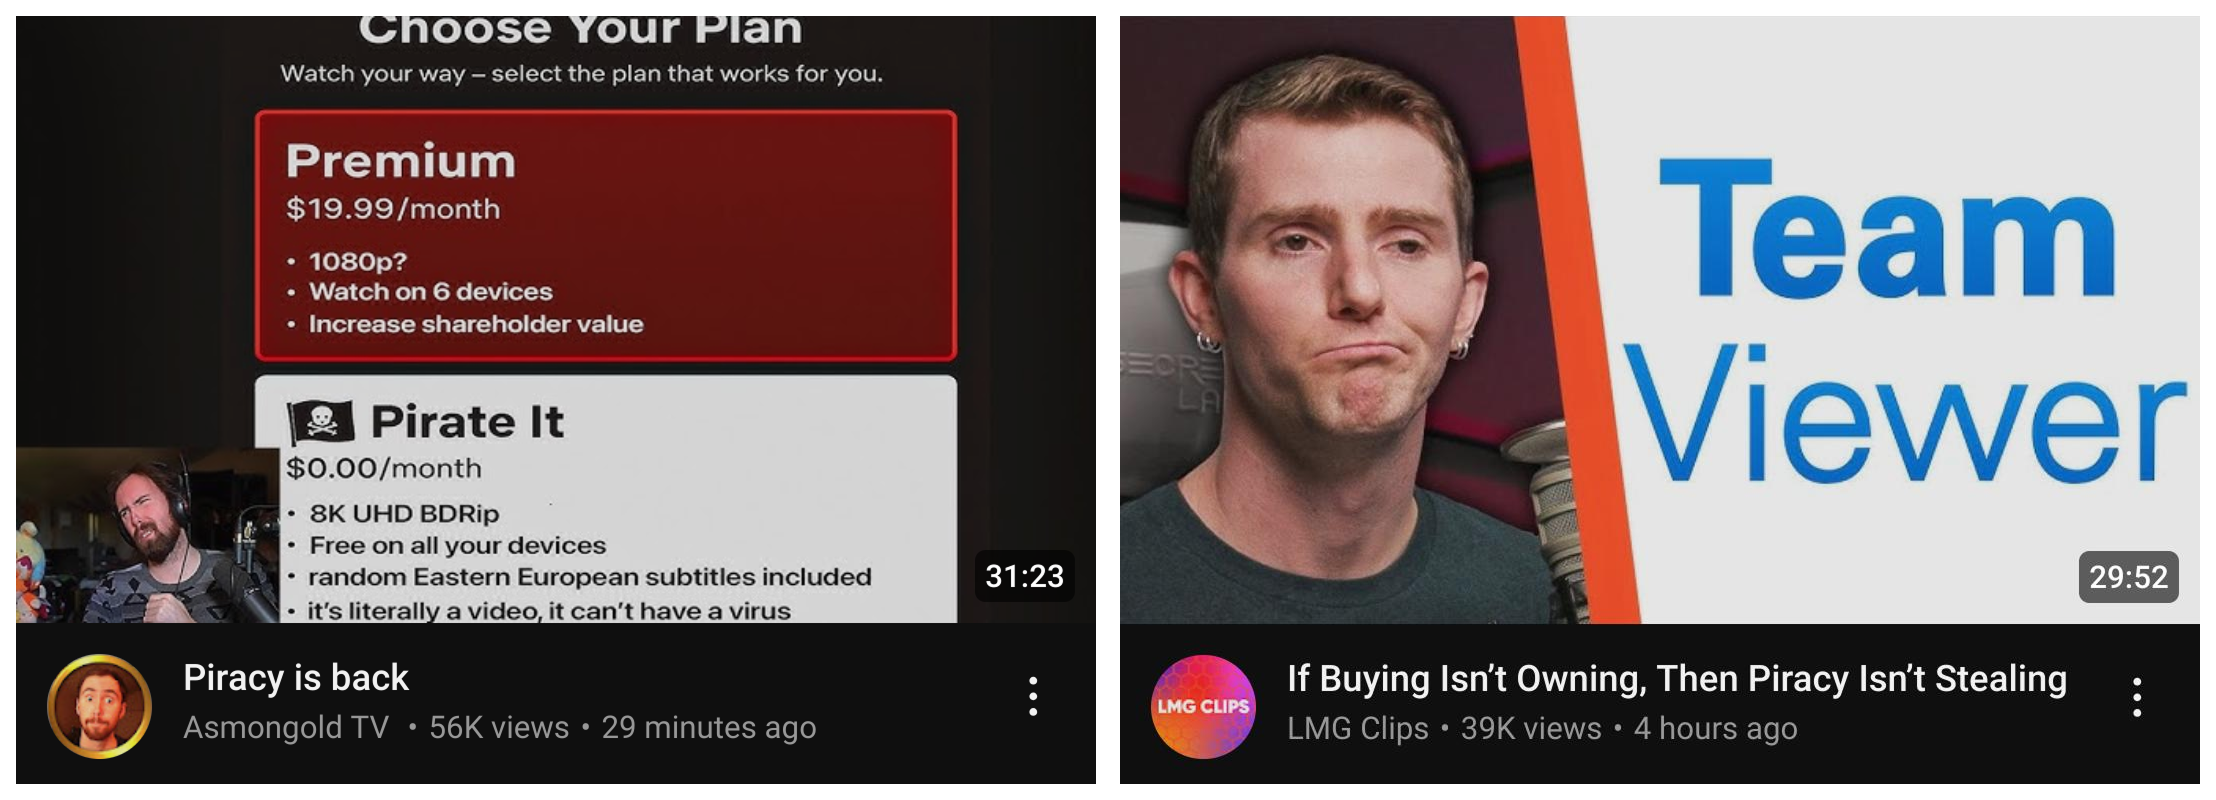 Choose Your Plan
Watch your way – select the plan that works for you.
Premium
$19.99/month
• 1080p?
• Watch on 6 devices
• Increase shareholder value
Pirate It
$0.00/month
• 8K UHD BDRip
• Free on all your devices
• random Eastern European subtitles included
• it's literally a video, it can't have a virus
31:23
Piracy is back
Asmongold TV • 56K views • 29 minutes ago
SECRE
LA
Team
Viewer
29:52
LMG CLIPS
If Buying Isn’t Owning, Then Piracy Isn’t Stealing
LMG Clips • 39K views • 4 hours ago